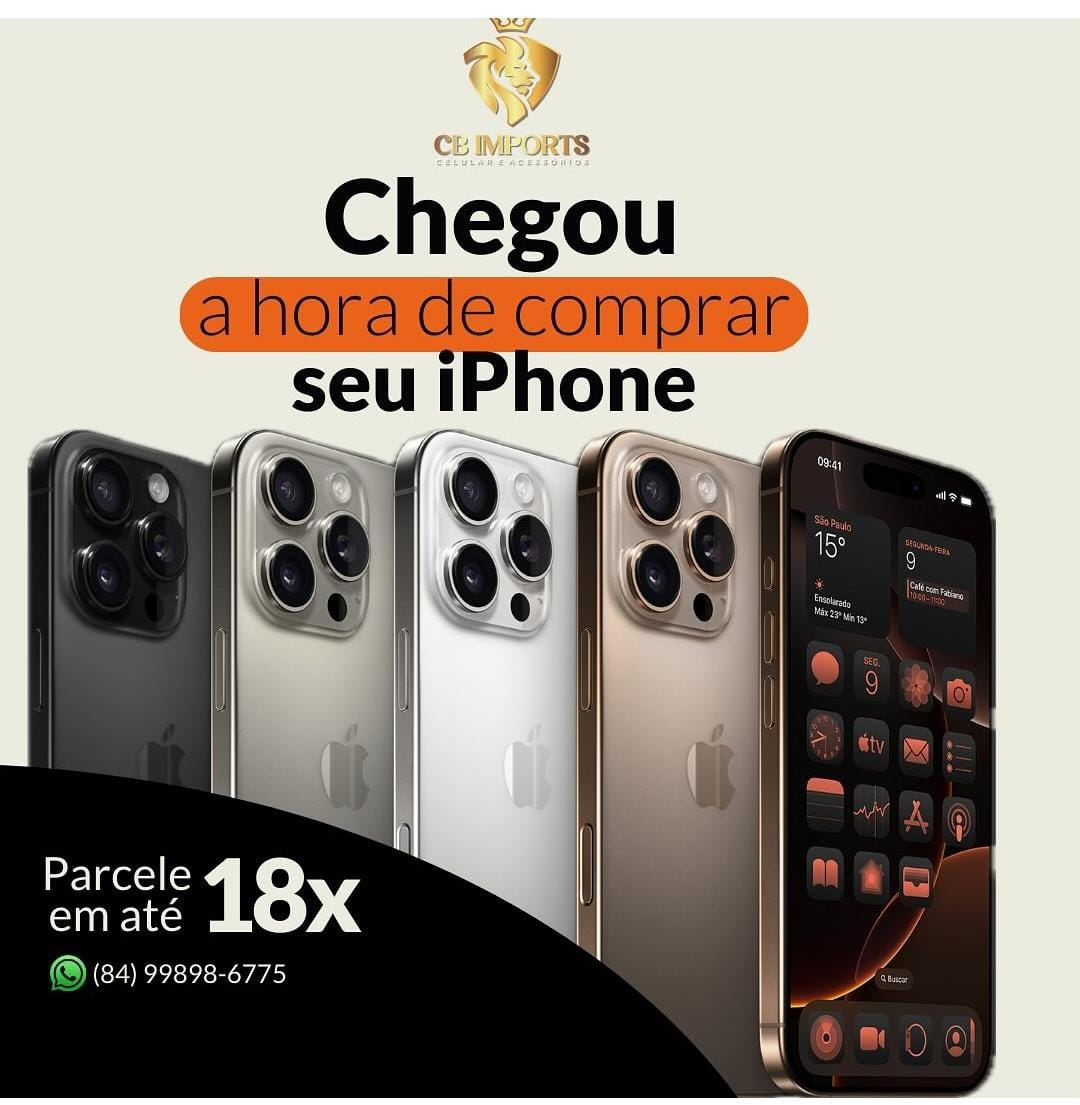 CB IMPORTS
CELULAR E ACESSÓRIOS
Chegou
a hora de comprar
seu iPhone
09:41
São Paulo
15°
Ensolarado
Máx 23° Mín 13°
SEGUNDA-FEIRA
9
Café com Fabiano
10:00–11:00
SEG.
9
tv
Buscar
Parcele
em até 18x
(84) 99898-6775